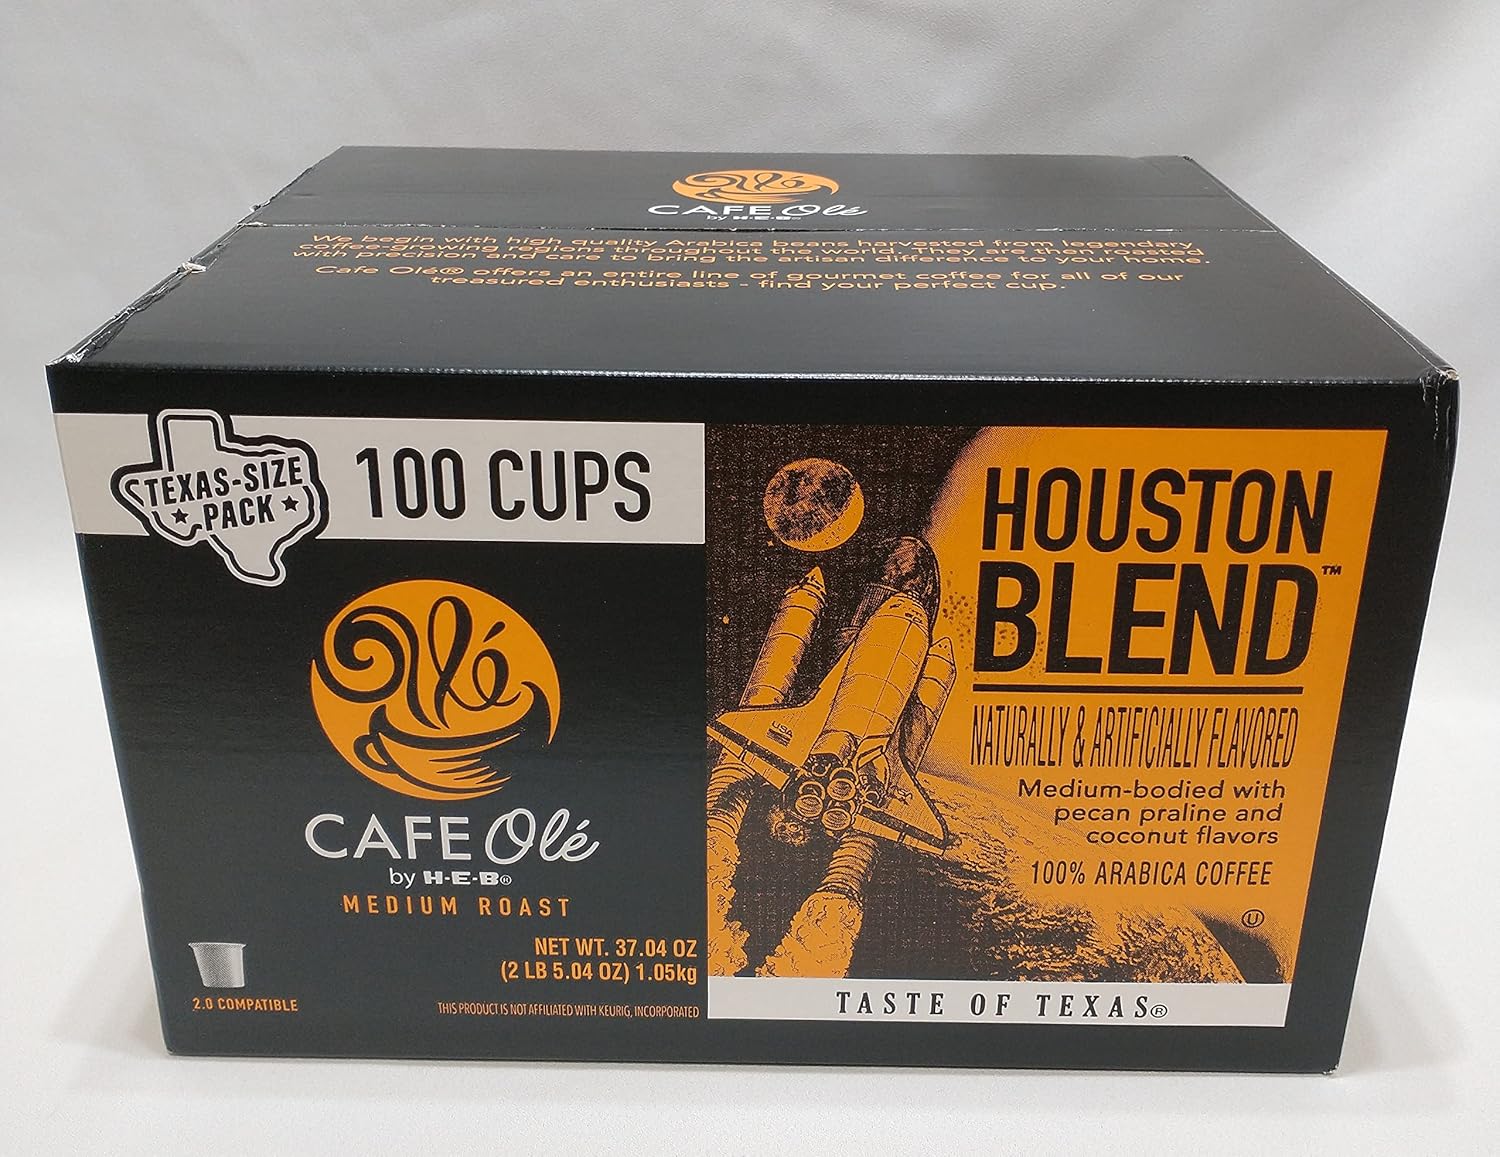 Olé
CAFE Olé
by H-E-B®
We begin with high quality Arabica beans harvested from legendary
coffee-growing regions throughout the world. They are then roasted
with precision and care to bring the artisan difference to your home.
Cafe Olé® offers an entire line of gourmet coffee for all of our
treasured enthusiasts - find your perfect cup.
TEXAS-SIZE
PACK
100 CUPS
Olé
CAFE Olé
by H-E-B®
MEDIUM ROAST
NET WT. 37.04 OZ
(2 LB 5.04 OZ) 1.05kg
2.0 COMPATIBLE
THIS PRODUCT IS NOT AFFILIATED WITH KEURIG, INCORPORATED
HOUSTON
BLEND™
NATURALLY & ARTIFICIALLY FLAVORED
Medium-bodied with
pecan praline and
coconut flavors
100% ARABICA COFFEE
U
USA
TASTE OF TEXAS®